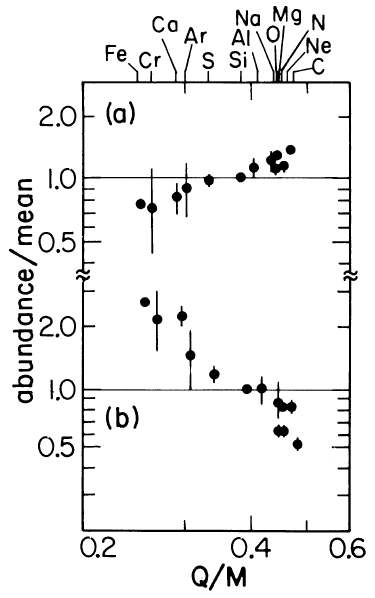 Na Mg N
Ca Al O Ne
Fe Cr Ar S Si C
2.0
(a)
1.0
0.5
abundance/mean
2.0
1.0
(b)
0.5
0.2 0.4 0.6
Q/M